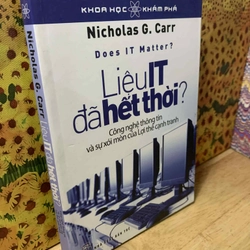 KHOA HỌC KHÁM PHÁ
Nicholas G. Carr
Does IT Matter?
Liệu IT
đã hết thời?
Công nghệ thông tin
và sự xói mòn của lợi thế cạnh tranh
Nicholas G. Carr